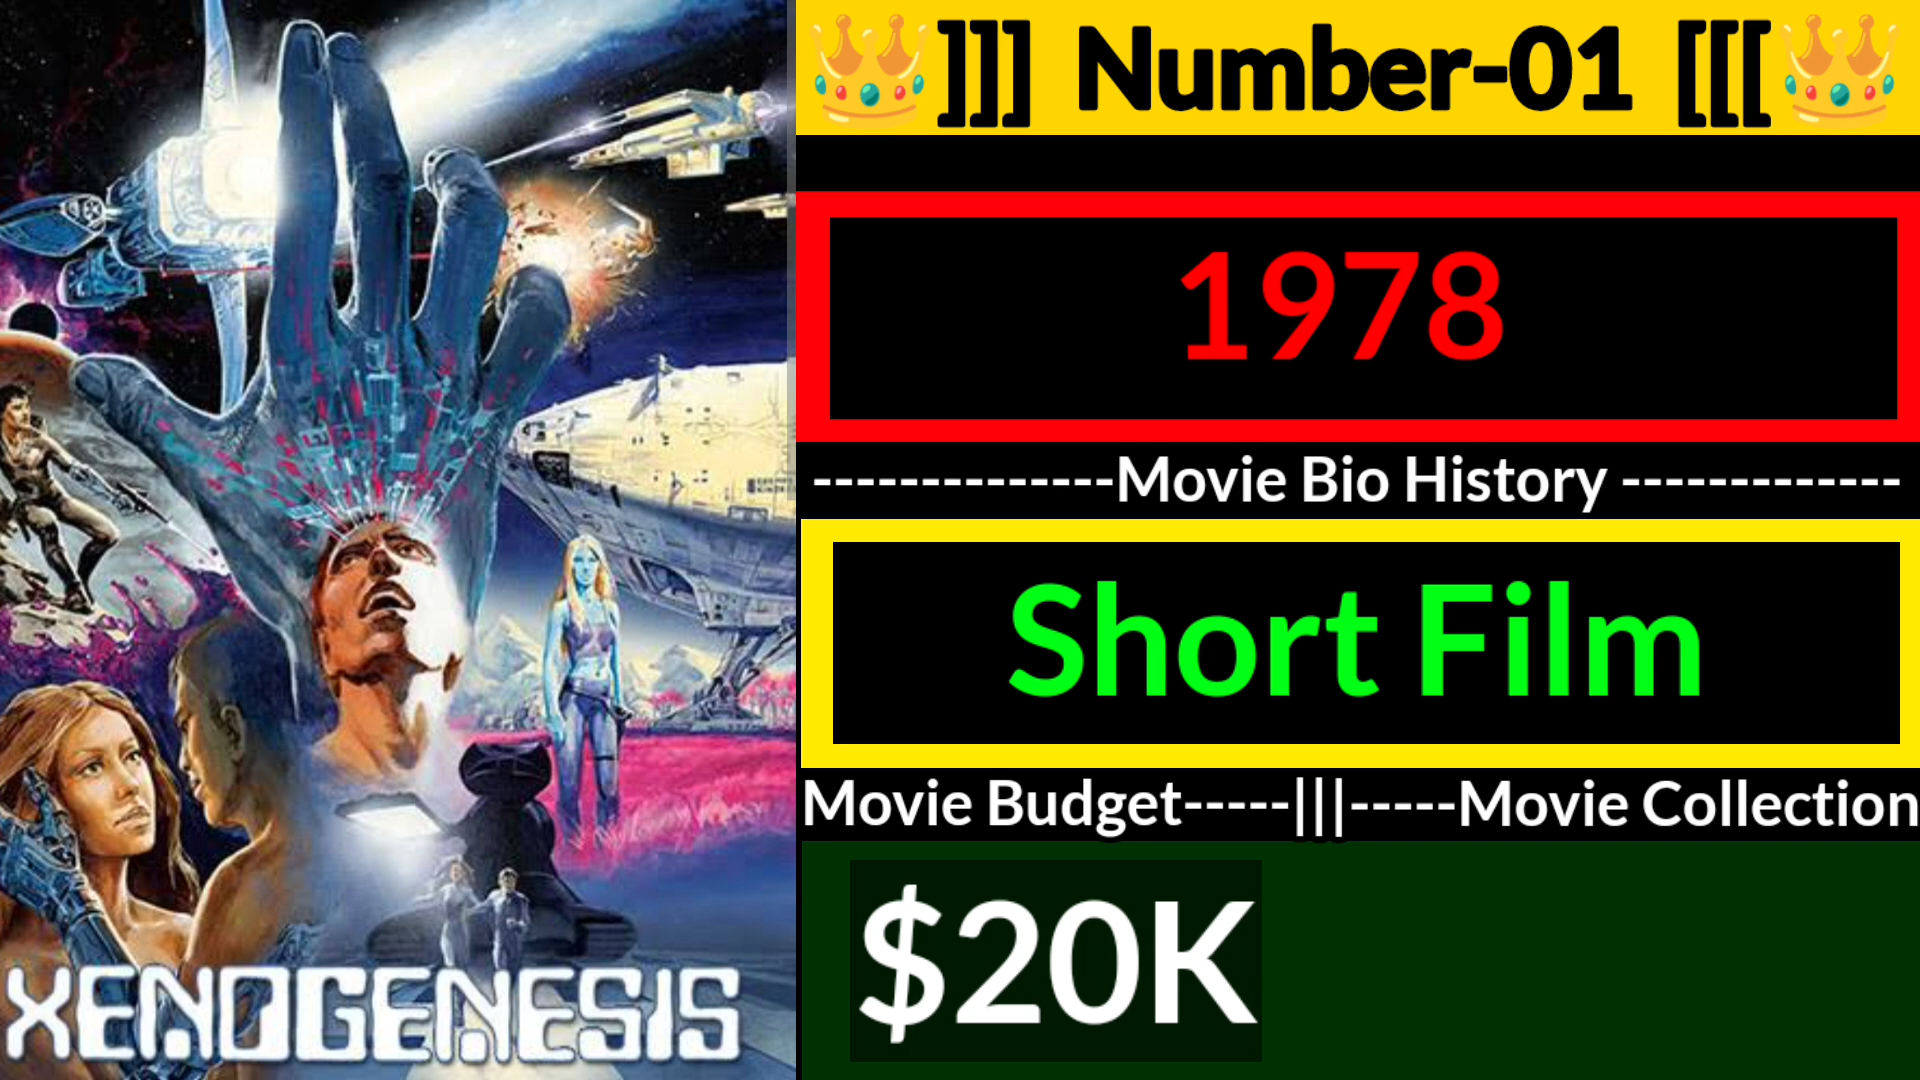 ]]] Number-01 [[[
1978
--------------Movie Bio History -------------
Short Film
Movie Budget-----|||-----Movie Collection
$20K
XENOGENESIS